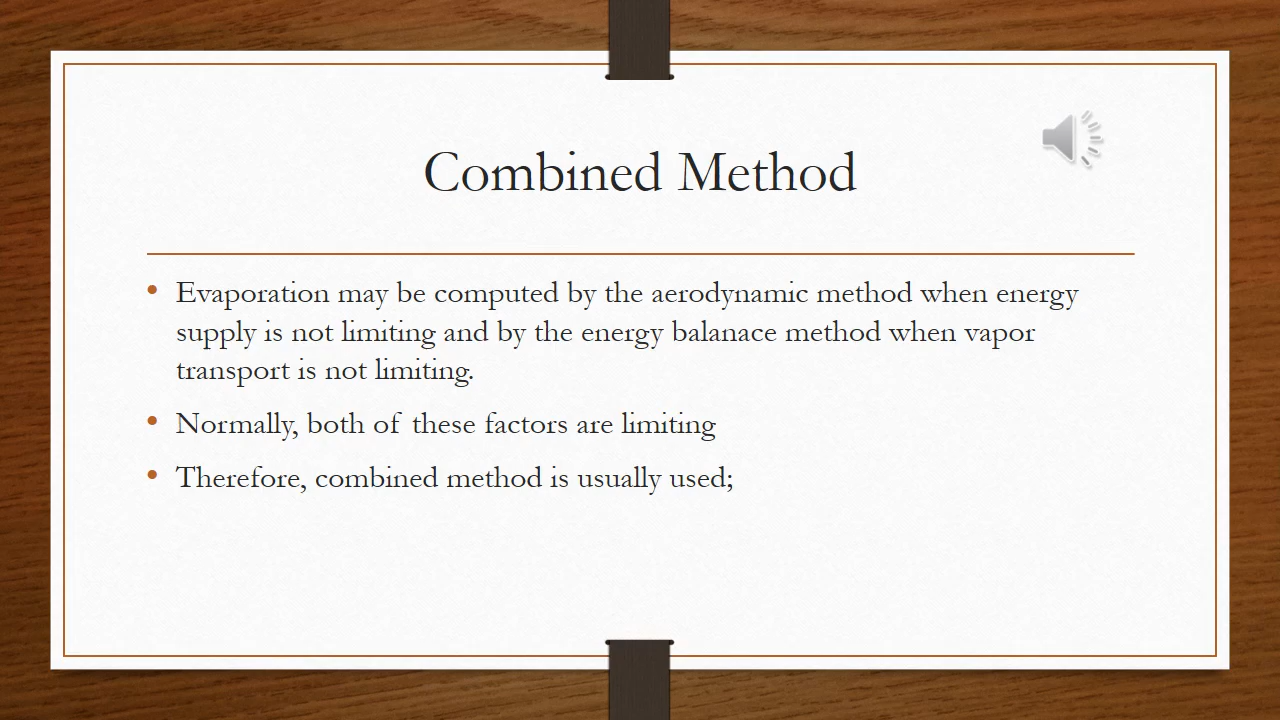 Combined Method
• Evaporation may be computed by the aerodynamic method when energy
supply is not limiting and by the energy balanace method when vapor
transport is not limiting.
• Normally, both of these factors are limiting
• Therefore, combined method is usually used;